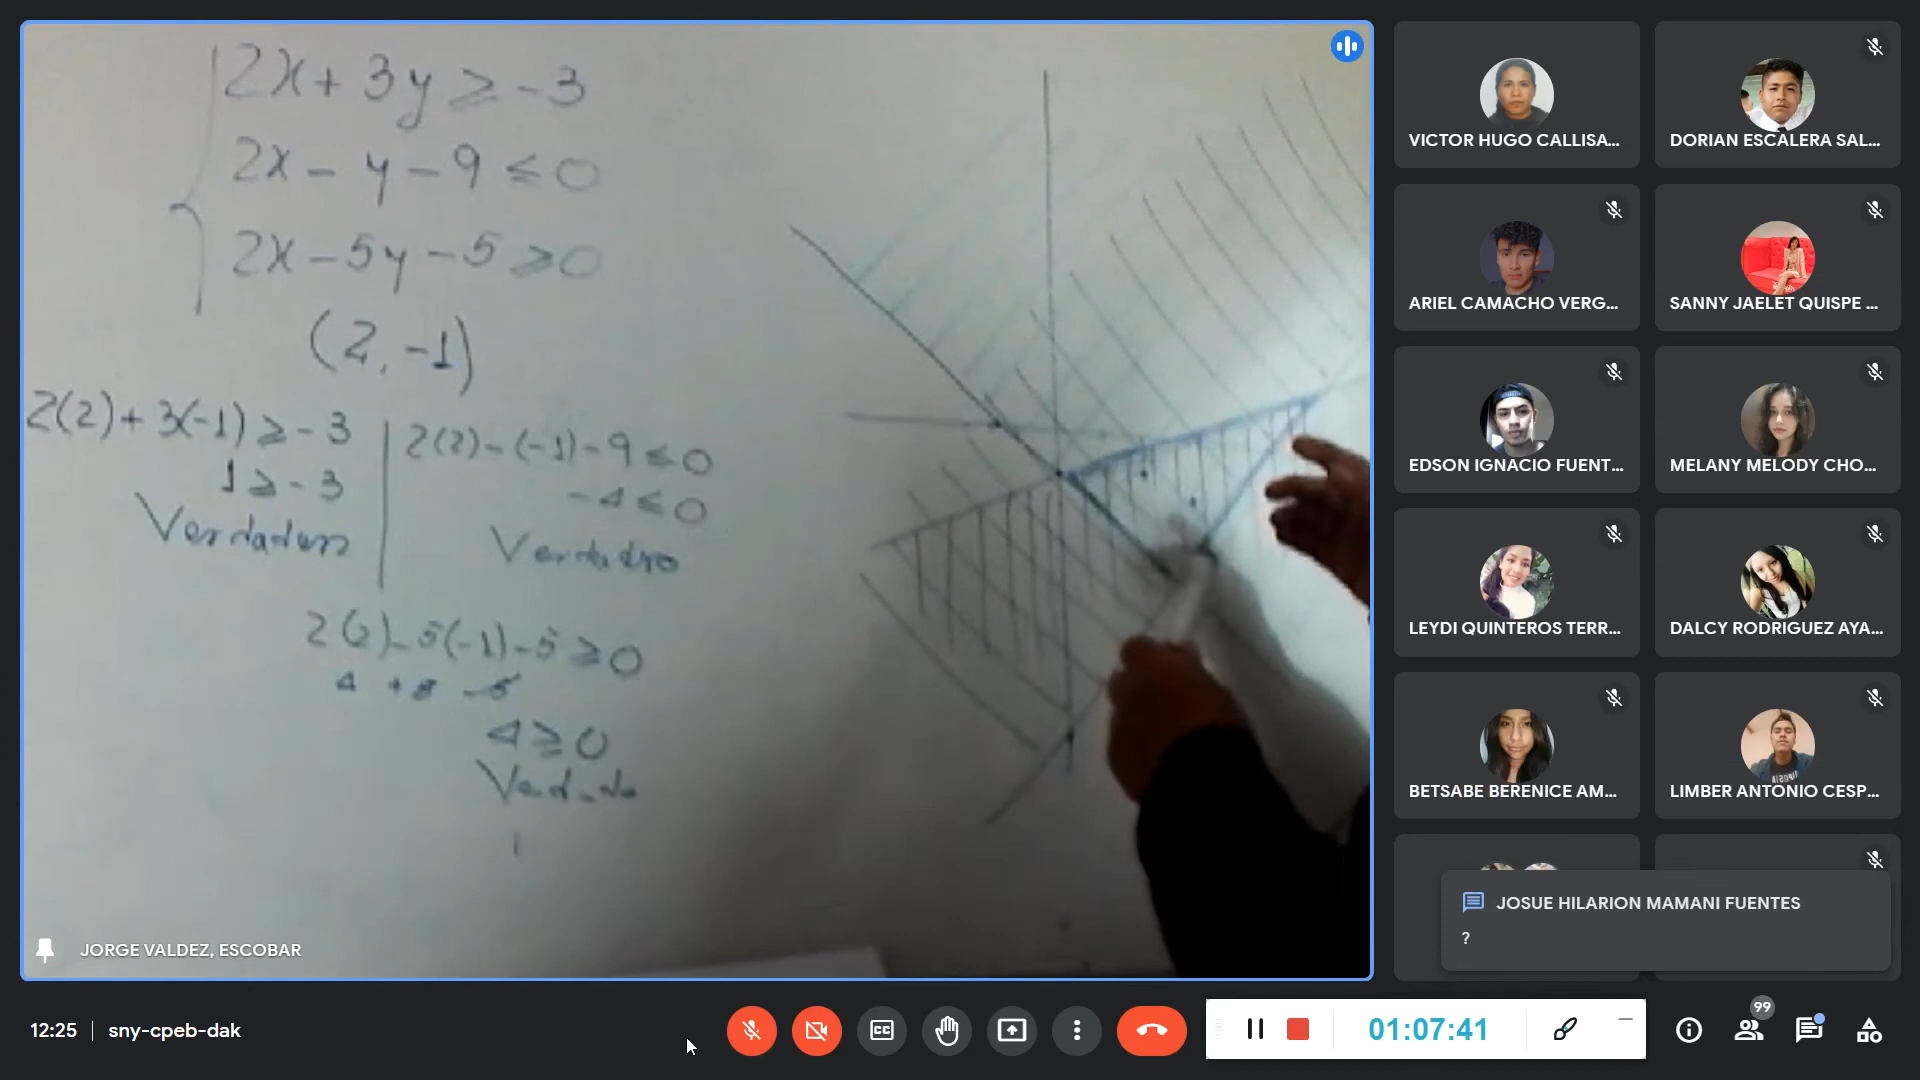 2x + 3y ≥ -3
2x - y - 9 ≤ 0
2x - 5y - 5 ≥ 0
(2, -1)
2(2) + 3(-1) ≥ -3
1 ≥ -3
Verdadero
2(2) - (-1) - 9 ≤ 0
-4 ≤ 0
Verdadero
2(2) - 5(-1) - 5 ≥ 0
4 + 5 - 5
4 ≥ 0
JORGE VALDEZ, ESCOBAR
VICTOR HUGO CALLISA...
DORIAN ESCALERA SAL...
ARIEL CAMACHO VERG...
SANNY JAELET QUISPE ...
EDSON IGNACIO FUENT...
MELANY MELODY CHO...
LEYDI QUINTEROS TERR...
DALCY RODRIGUEZ AYA...
BETSABE BERENICE AM...
LIMBER ANTONIO CESP...
JOSUE HILARION MAMANI FUENTES
?
12:25 | sny-cpeb-dak
CC
01:07:41
99